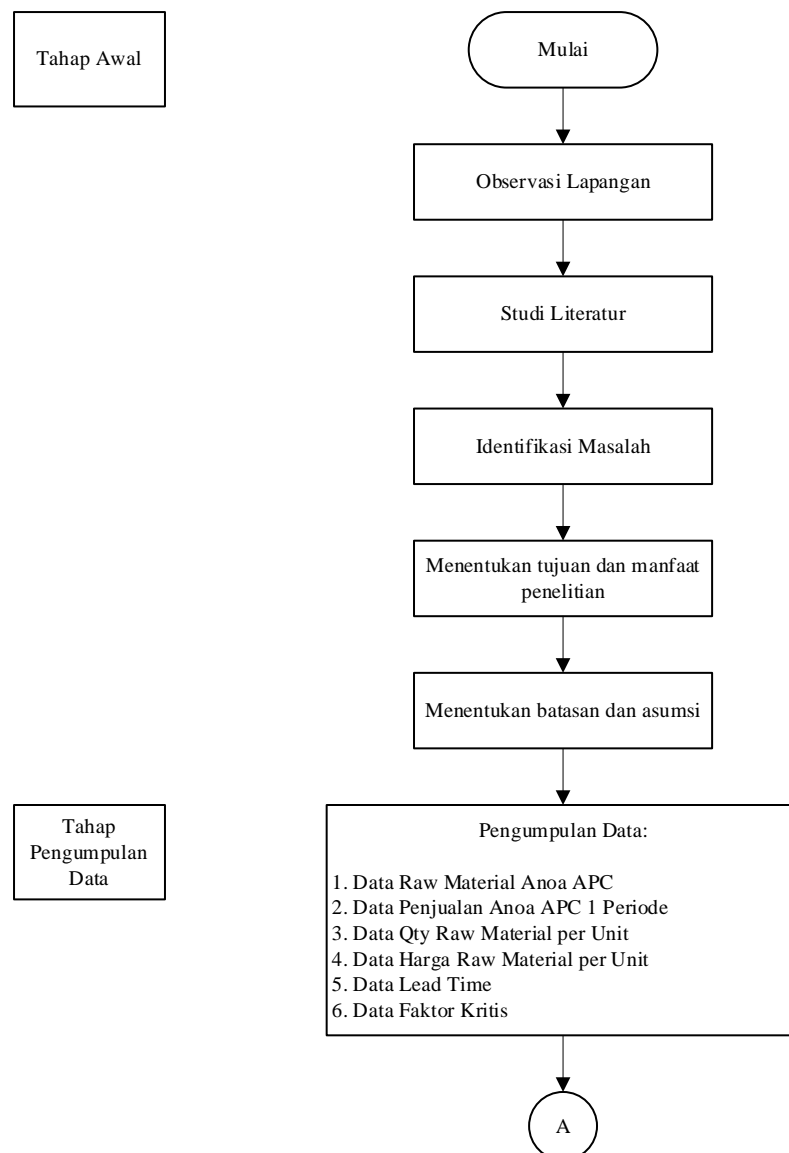 Tahap Awal
Mulai
Observasi Lapangan
Studi Literatur
Identifikasi Masalah
Menentukan tujuan dan manfaat
penelitian
Menentukan batasan dan asumsi
Tahap
Pengumpulan
Data
Pengumpulan Data:
1. Data Raw Material Anoa APC
2. Data Penjualan Anoa APC 1 Periode
3. Data Qty Raw Material per Unit
4. Data Harga Raw Material per Unit
5. Data Lead Time
6. Data Faktor Kritis
A